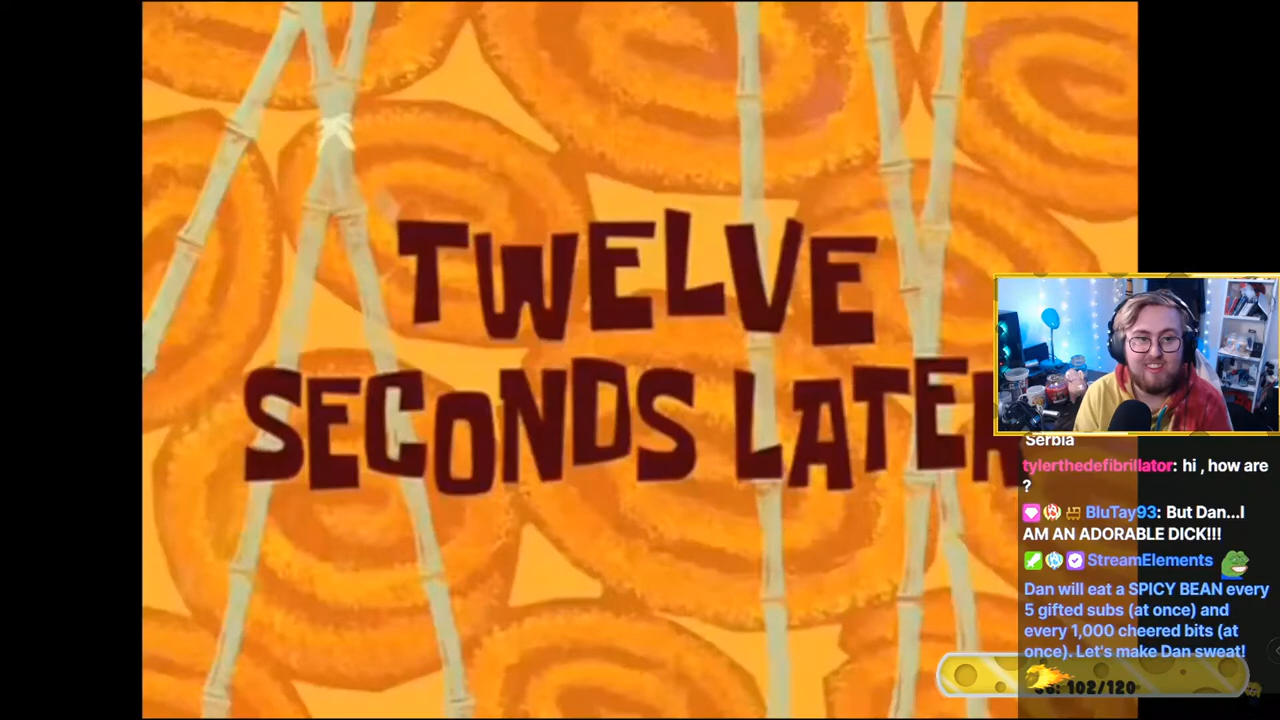 TWELVE
SECONDS LATER
Serbia
tylerthedefibrillator: hi , how are
?
BluTay93: But Dan...I
AM AN ADORABLE DICK!!!
StreamElements
Dan will eat a SPICY BEAN every
5 gifted subs (at once) and
every 1,000 cheered bits (at
once). Let's make Dan sweat!
102/120